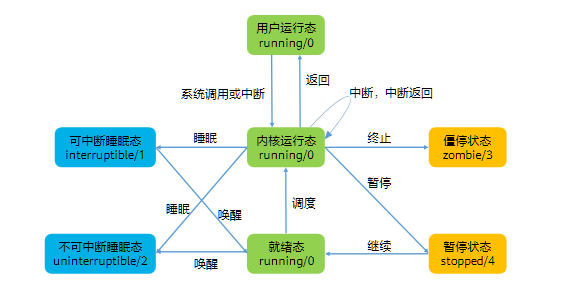 用户运行态
running/0
系统调用或中断
返回
中断，中断返回
可中断睡眠态
interruptible/1
睡眠
内核运行态
running/0
终止
僵停状态
zombie/3
睡眠
唤醒
调度
暂停
不可中断睡眠态
uninterruptible/2
唤醒
就绪态
running/0
继续
暂停状态
stopped/4